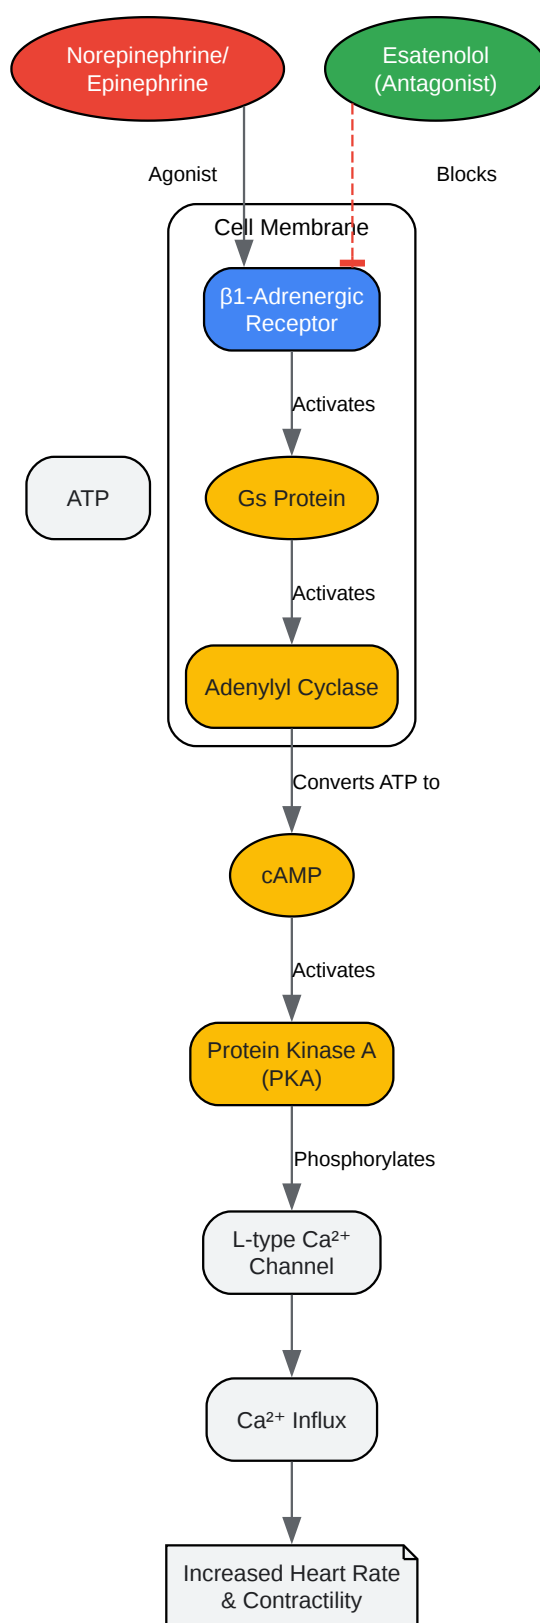 Norepinephrine/
Epinephrine
Esatenolol
(Antagonist)
Agonist
Blocks
Cell Membrane
β1-Adrenergic
Receptor
Activates
ATP
Gs Protein
Activates
Adenylyl Cyclase
Converts ATP to
cAMP
Activates
Protein Kinase A
(PKA)
Phosphorylates
L-type Ca²⁺
Channel
Ca²⁺ Influx
Increased Heart Rate
& Contractility